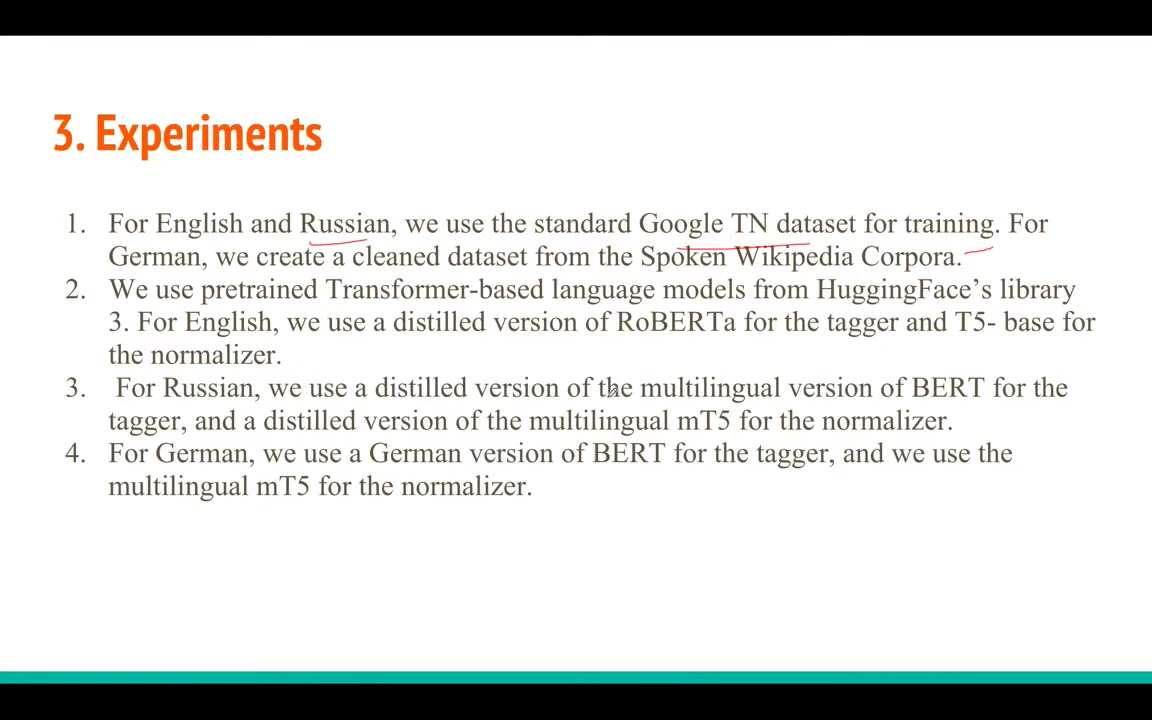 3. Experiments
1. For English and Russian, we use the standard Google TN dataset for training. For
German, we create a cleaned dataset from the Spoken Wikipedia Corpora.
2. We use pretrained Transformer-based language models from HuggingFace’s library
3. For English, we use a distilled version of RoBERTa for the tagger and T5- base for
the normalizer.
3. For Russian, we use a distilled version of the multilingual version of BERT for the
tagger, and a distilled version of the multilingual mT5 for the normalizer.
4. For German, we use a German version of BERT for the tagger, and we use the
multilingual mT5 for the normalizer.